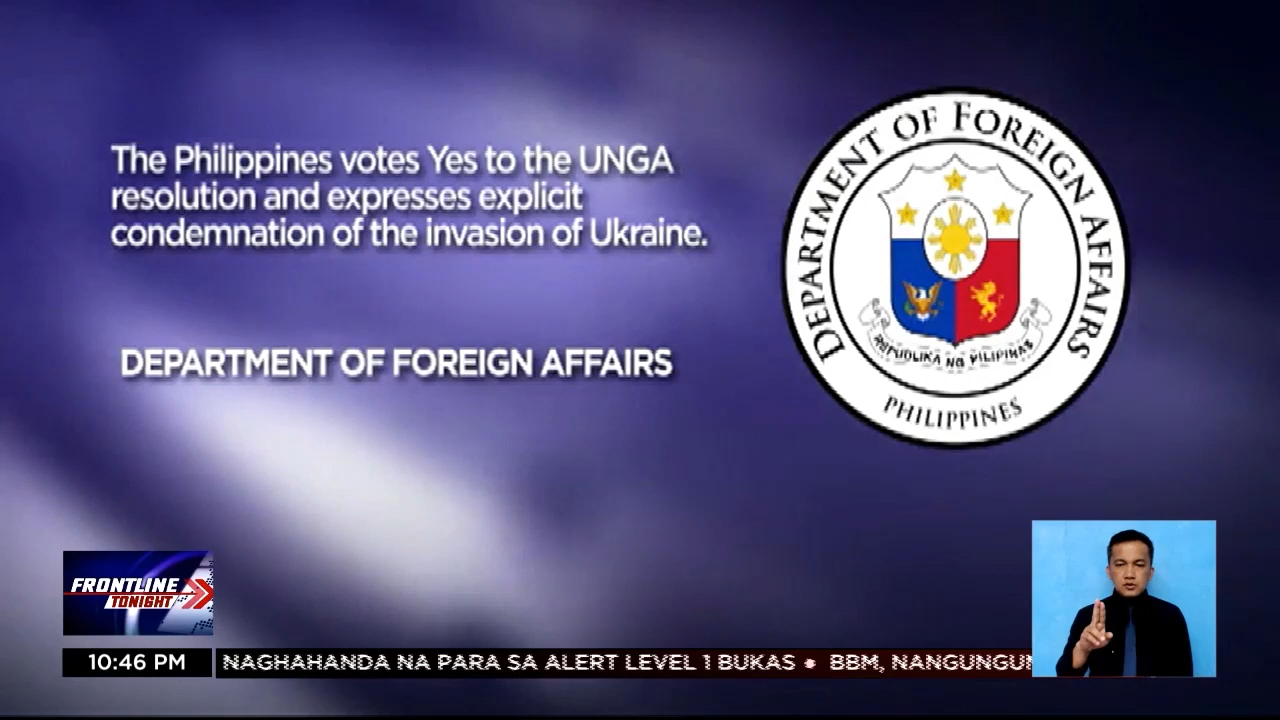 The Philippines votes Yes to the UNGA
resolution and expresses explicit
condemnation of the invasion of Ukraine.
DEPARTMENT OF FOREIGN AFFAIRS
DEPARTMENT OF FOREIGN AFFAIRS
REPUBLIKA NG PILIPINAS
PHILIPPINES
FRONTLINE
TONIGHT
10:46 PM
NAGHAHANDA NA PARA SA ALERT LEVEL 1 BUKAS • BBM, NANGUNGUN